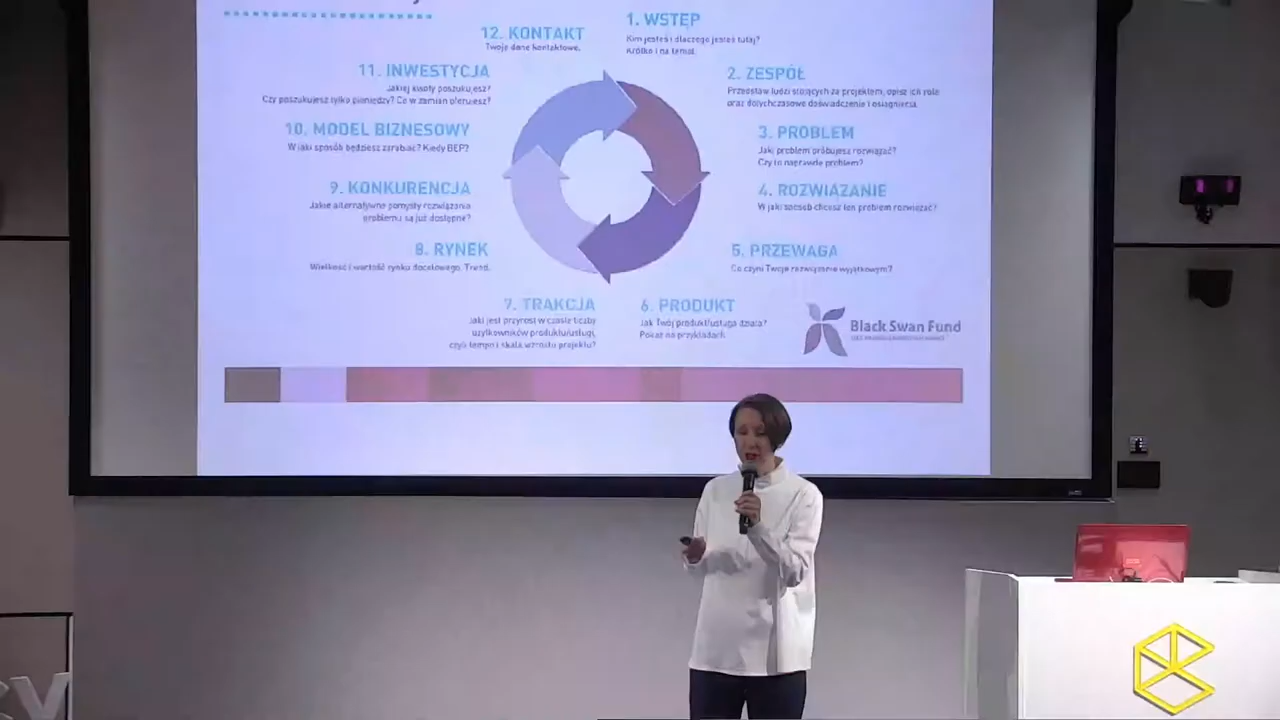 12. KONTAKT
Twoje dane kontaktowe.
1. WSTĘP
Kim jesteś i dlaczego jesteś tutaj?
Krótko i na temat.
2. ZESPÓŁ
Przedstaw ludzi stojących za projektem, opisz ich role
oraz dotychczasowe doświadczenie i osiągnięcia.
3. PROBLEM
Jaki problem próbujesz rozwiązać?
Czy to naprawdę problem?
4. ROZWIĄZANIE
W jaki sposób chcesz ten problem rozwiązać?
5. PRZEWAGA
Co czyni Twoje rozwiązanie wyjątkowym?
6. PRODUKT
Jak Twój produkt/usługa działa?
Pokaż na przykładach.
7. TRAKCJA
Jaki jest przyrost w czasie liczby
użytkowników produktu/usługi,
czyli tempo i skala wzrostu projektu?
8. RYNEK
Wielkość i wartość rynku docelowego. Trend.
9. KONKURENCJA
Jakie alternatywne pomysły rozwiązania
problemu są już dostępne?
10. MODEL BIZNESOWY
W jaki sposób będziesz zarabiać? Kiedy BEP?
11. INWESTYCJA
Jakiej kwoty poszukujesz?
Czy poszukujesz tylko pieniędzy? Co w zamian oferujesz?
Black Swan Fund